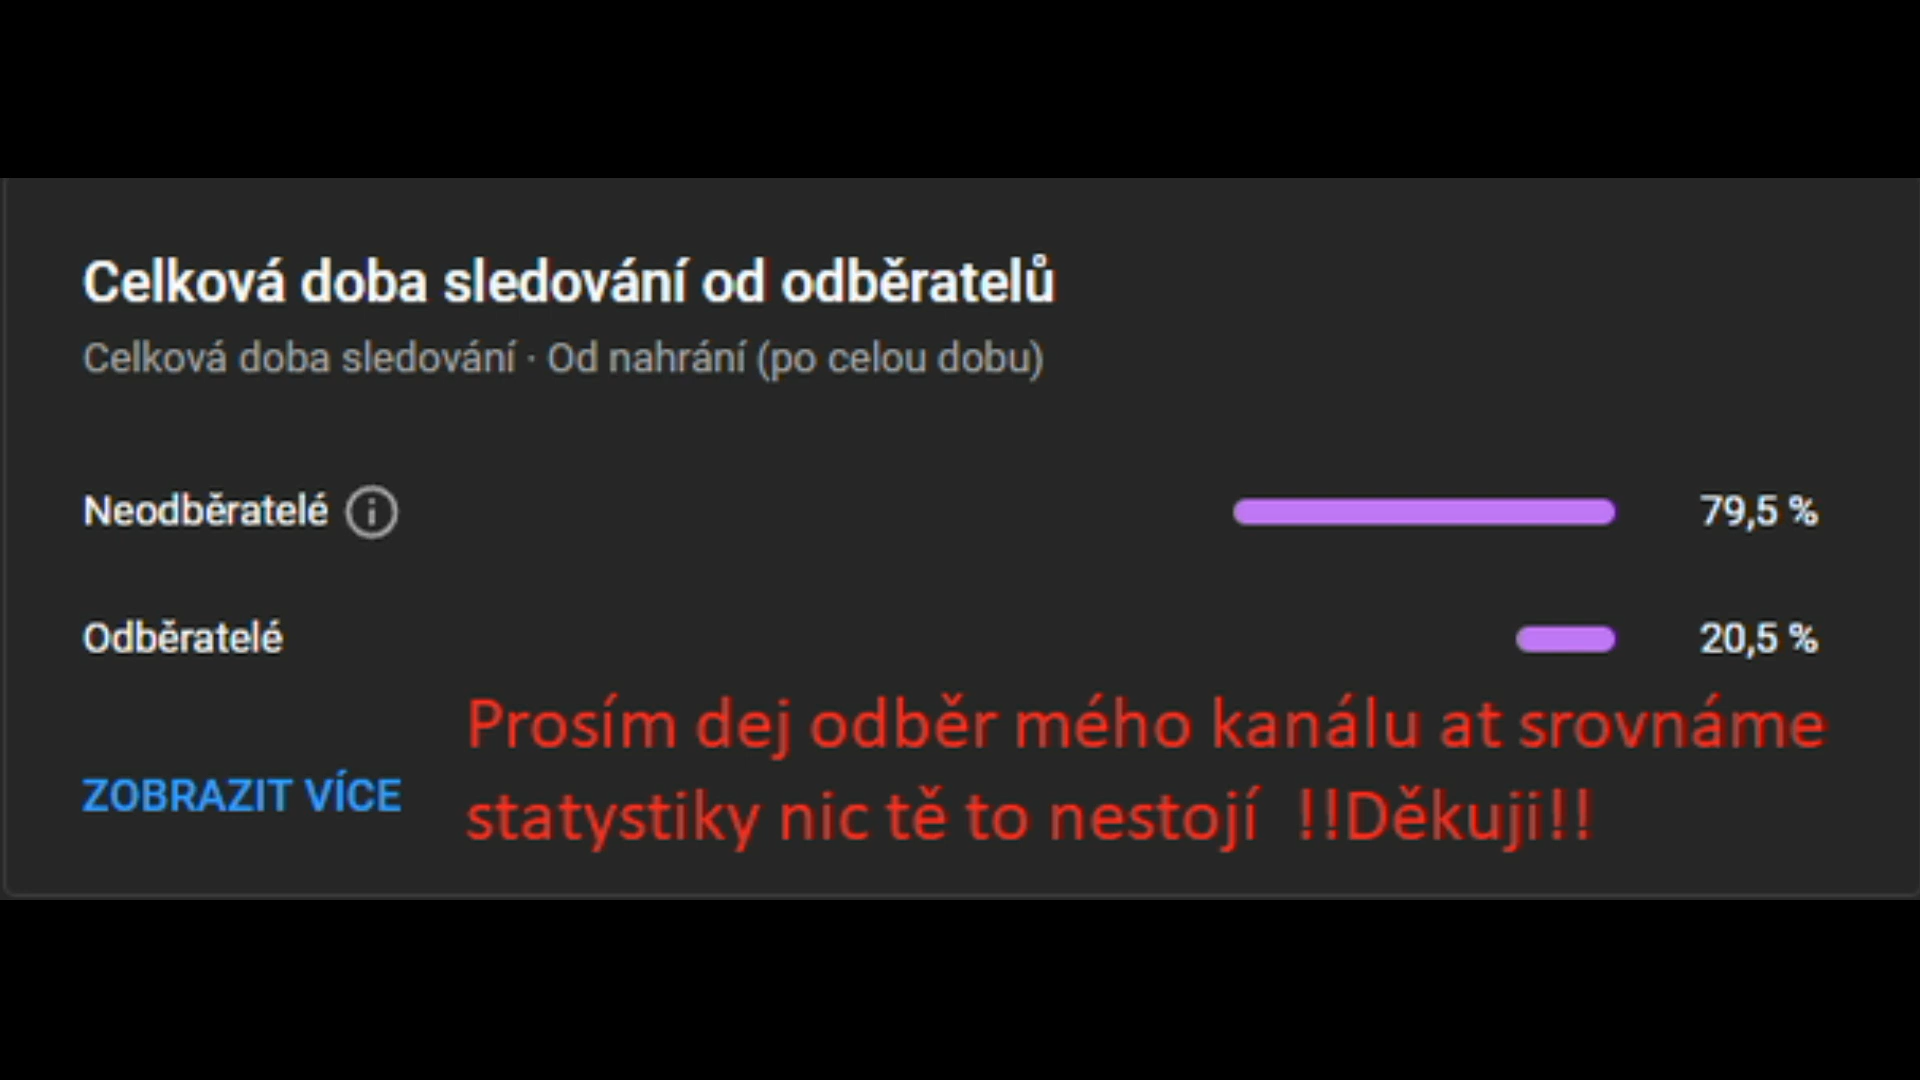 Celková doba sledování od odběratelů
Celková doba sledování · Od nahrání (po celou dobu)
Neodběratelé 79,5 %
Odběratelé 20,5 %
Prosím dej odběr mého kanálu at srovnáme
statystiky nic tě to nestojí !!Děkuji!!
ZOBRAZIT VÍCE